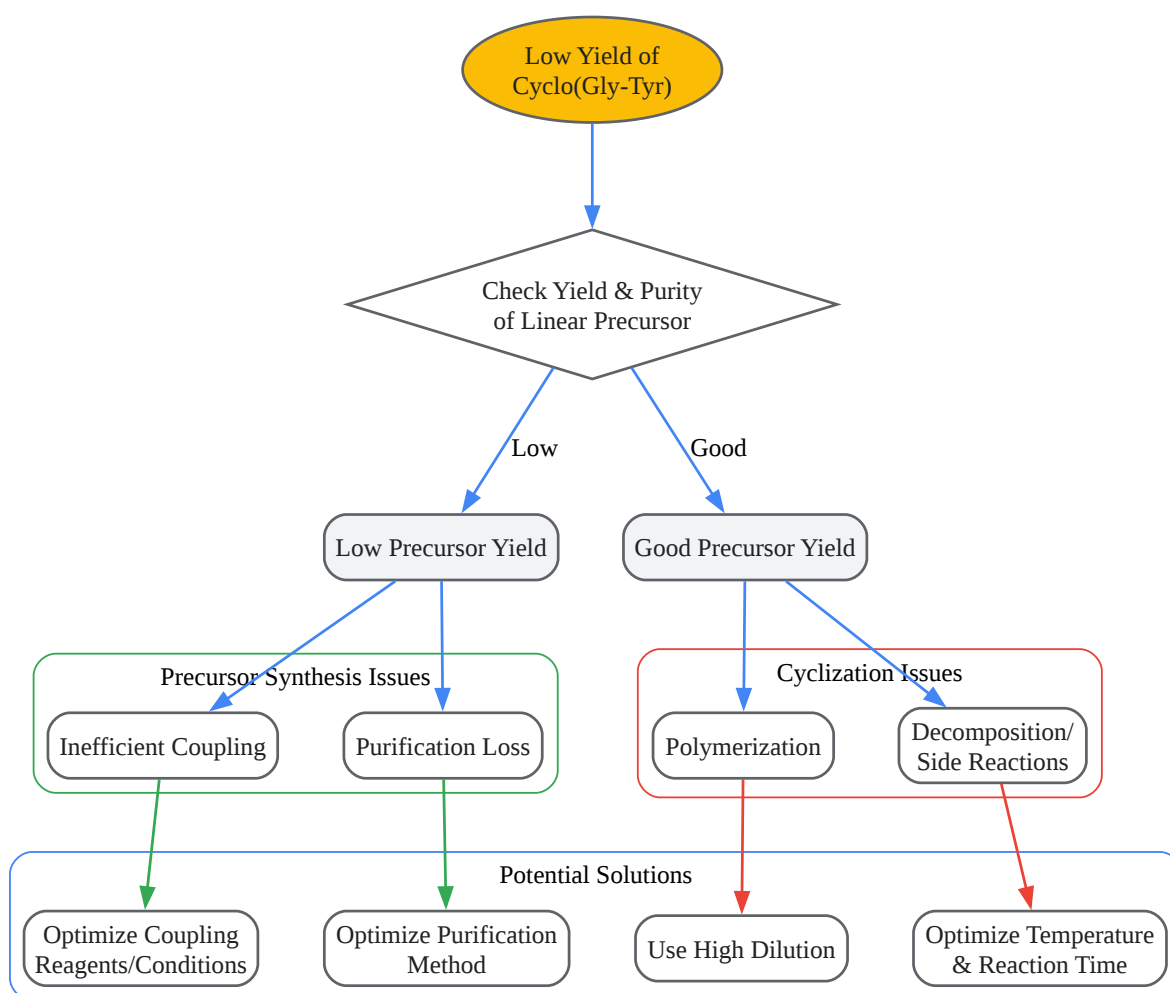 Low Yield of
Cyclo(Gly-Tyr)
Check Yield & Purity
of Linear Precursor
Low
Good
Low Precursor Yield
Good Precursor Yield
Precursor Synthesis Issues
Cyclization Issues
Inefficient Coupling
Purification Loss
Polymerization
Decomposition/
Side Reactions
Potential Solutions
Optimize Coupling
Reagents/Conditions
Optimize Purification
Method
Use High Dilution
Optimize Temperature
& Reaction Time